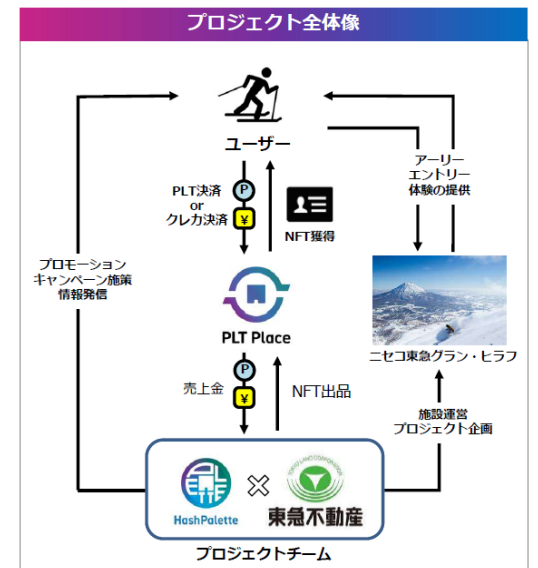 プロジェクト全体像
ユーザー
PLT決済
or
クレカ決済
P
¥
NFT獲得
アーリー
エントリー
体験の提供
プロモーション
キャンペーン施策
情報発信
PLT Place
ニセコ東急グラン・ヒラフ
売上金
P
¥
NFT出品
施設運営
プロジェクト企画
HashPalette
東急不動産
プロジェクトチーム